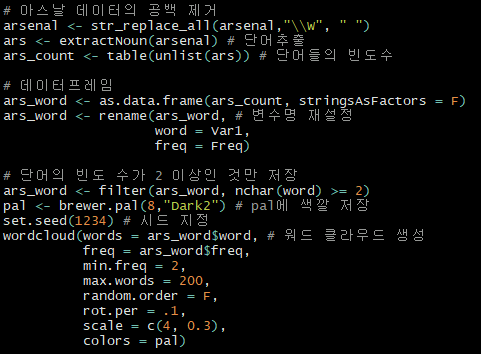 # 아스날 데이터의 공백 제거
arsenal <- str_replace_all(arsenal,"\\W", " ")
ars <- extractNoun(arsenal) # 단어추출
ars_count <- table(unlist(ars)) # 단어들의 빈도수
# 데이터프레임
ars_word <- as.data.frame(ars_count, stringsAsFactors = F)
ars_word <- rename(ars_word, # 변수명 재설정
word = Var1,
freq = Freq)
# 단어의 빈도 수가 2 이상인 것만 저장
ars_word <- filter(ars_word, nchar(word) >= 2)
pal <- brewer.pal(8,"Dark2") # pal에 색깔 저장
set.seed(1234) # 시드 지정
wordcloud(words = ars_word$word, # 워드 클라우드 생성
freq = ars_word$freq,
min.freq = 2,
max.words = 200,
random.order = F,
rot.per = .1,
scale = c(4, 0.3),
colors = pal)